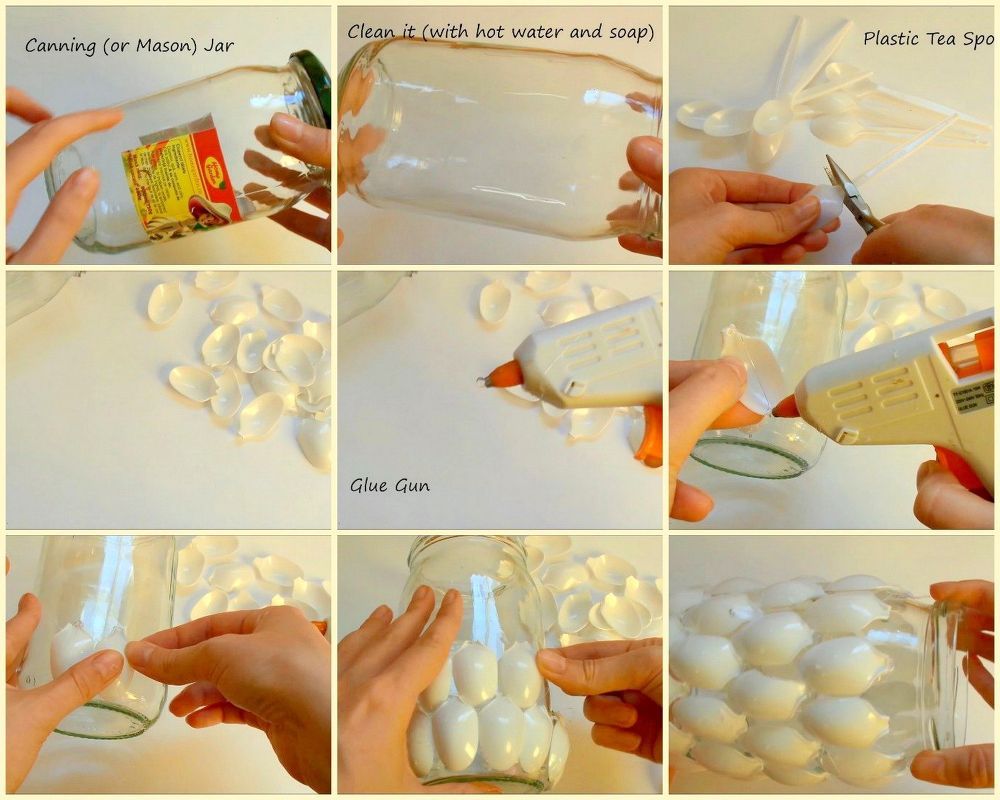 Canning (or Mason) Jar
Clean it (with hot water and soap)
Plastic Tea Spo
Glue Gun